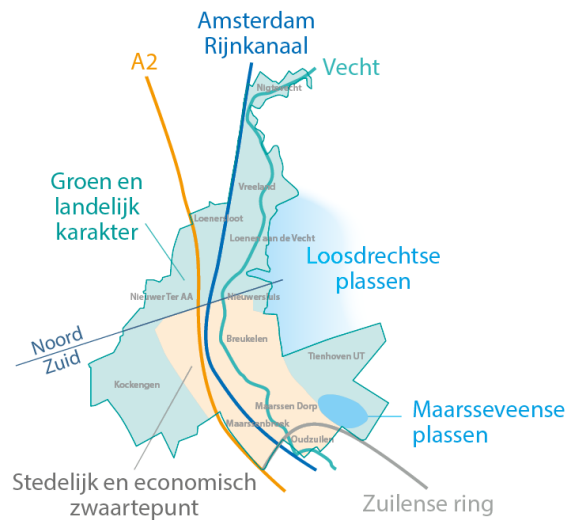 Amsterdam
Rijnkanaal
A2
Vecht
Nigtevecht
Groen en
landelijk
karakter
Vreeland
Loenersloot
Loenen aan de Vecht
Loosdrechtse
plassen
Nieuwer Ter AA
Nieuwersluis
Noord
Zuid
Breukelen
Tienhoven UT
Kockengen
Maarssen Dorp
Maarssenbroek
Oudzuilen
Maarsseveense
plassen
Stedelijk en economisch
zwaartepunt
Zuilense ring